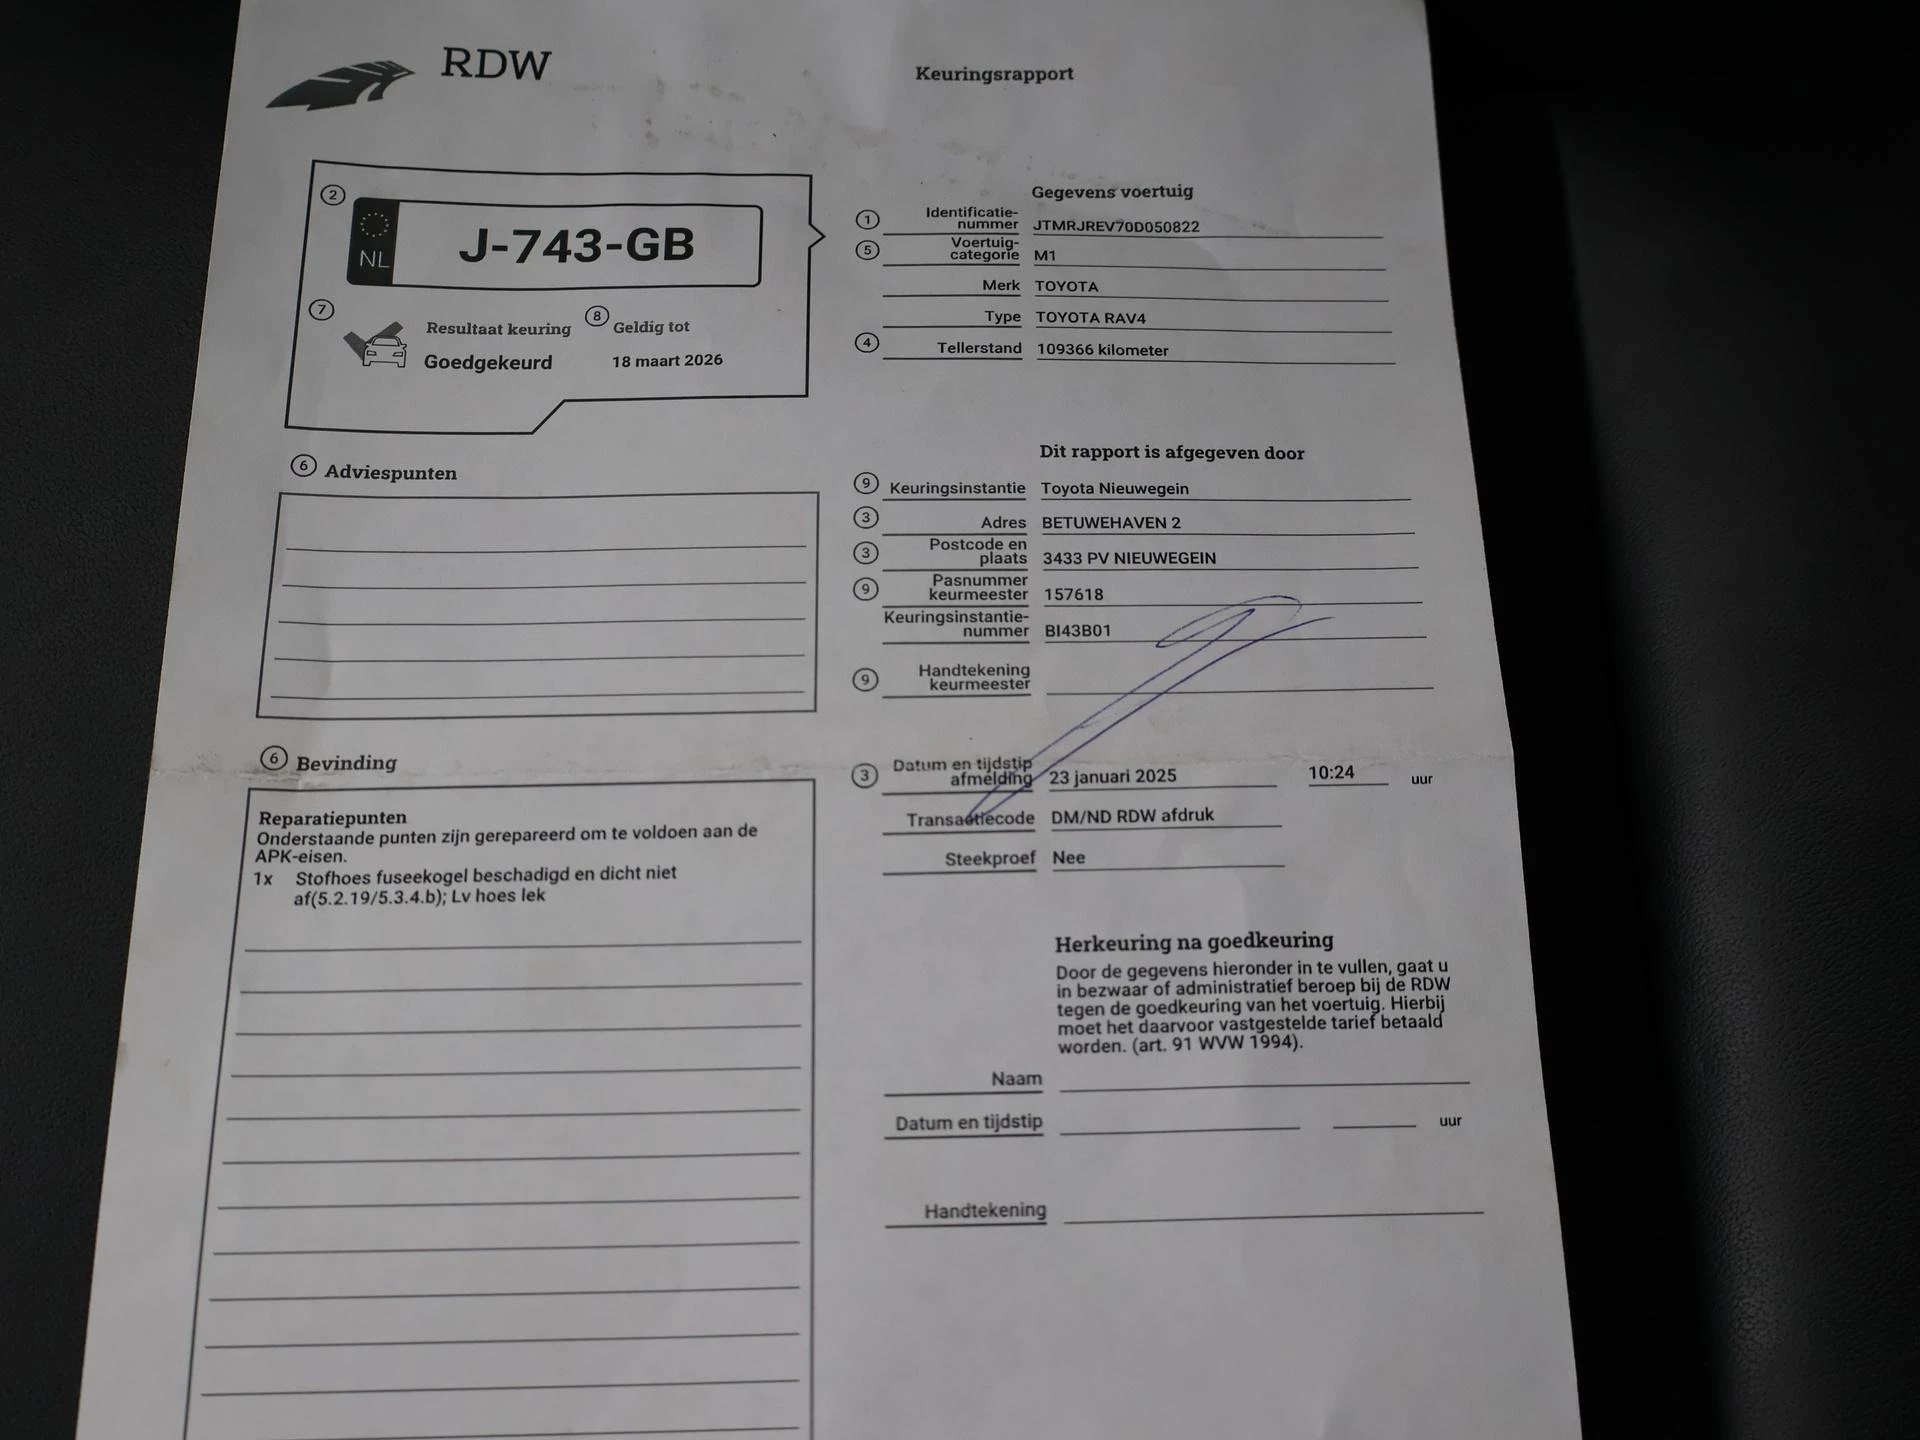 RDW
Keuringsrapport
2
NL
J-743-GB
7
Resultaat keuring
8
Geldig tot
Goedgekeurd
18 maart 2026
Gegevens voertuig
1
Identificatie-
nummer JTMRJREV70D050822
5
Voertuig-
categorie M1
Merk TOYOTA
Type TOYOTA RAV4
4
Tellerstand 109366 kilometer
6 Adviespunten
Dit rapport is afgegeven door
9 Keuringsinstantie Toyota Nieuwegein
3 Adres BETUWEHAVEN 2
3
Postcode en
plaats 3433 PV NIEUWEGEIN
9
Pasnummer
keurmeester 157618
Keuringsinstantie-
nummer BI43B01
9
Handtekening
keurmeester
6 Bevinding
Reparatiepunten
Onderstaande punten zijn gerepareerd om te voldoen aan de
APK-eisen.
1x Stofhoes fuseekogel beschadigd en dicht niet
af(5.2.19/5.3.4.b); Lv hoes lek
3
Datum en tijdstip
afmelding 23 januari 2025 10:24 uur
Transactiecode DM/ND RDW afdruk
Steekproef Nee
Herkeuring na goedkeuring
Door de gegevens hieronder in te vullen, gaat u
in bezwaar of administratief beroep bij de RDW
tegen de goedkeuring van het voertuig. Hierbij
moet het daarvoor vastgestelde tarief betaald
worden. (art. 91 WVW 1994).
Naam
Datum en tijdstip uur
Handtekening